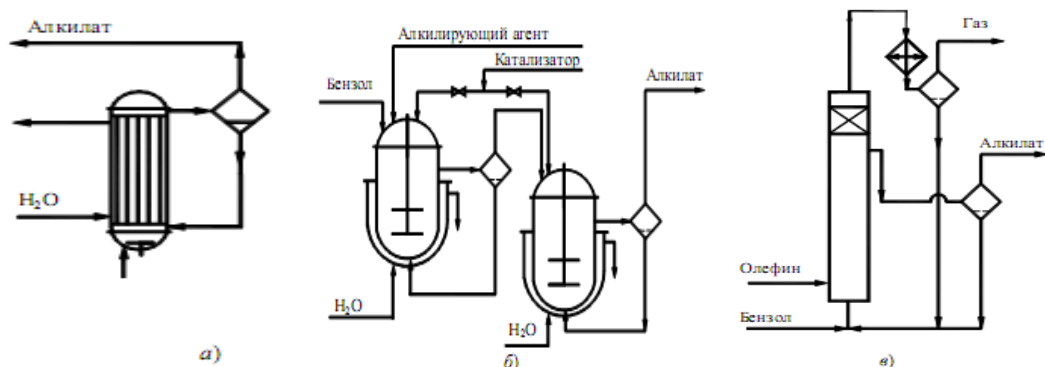 Алкилат
H₂O
а)
Алкилирующий агент
Катализатор
Бензол
Алкилат
H₂O
H₂O
б)
Газ
Алкилат
Олефин
Бензол
в)